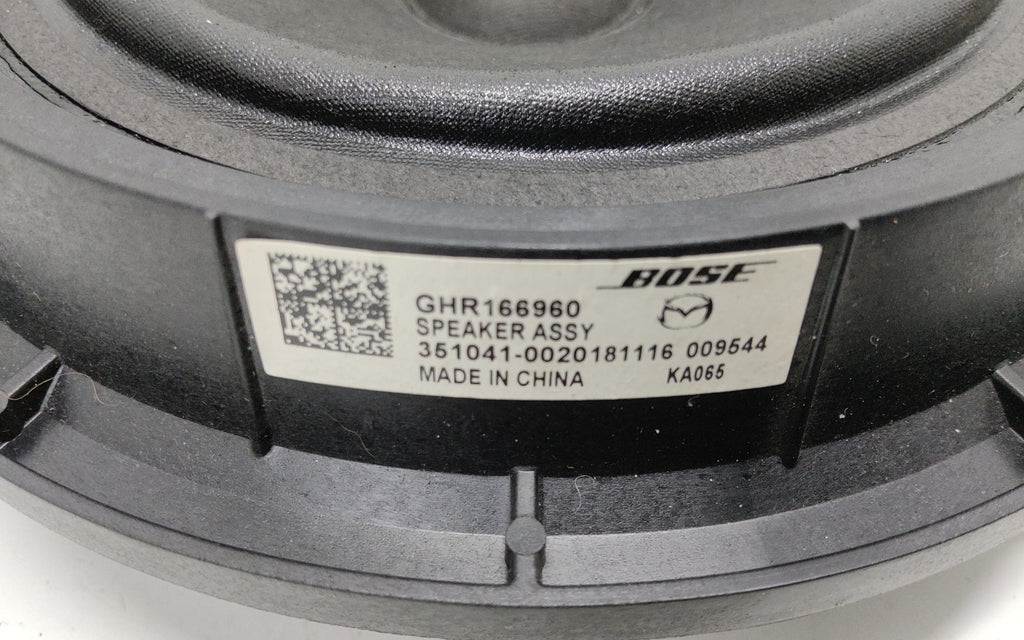 BOSE
GHR166960
SPEAKER ASSY
351041-0020181116 009544
MADE IN CHINA KA065